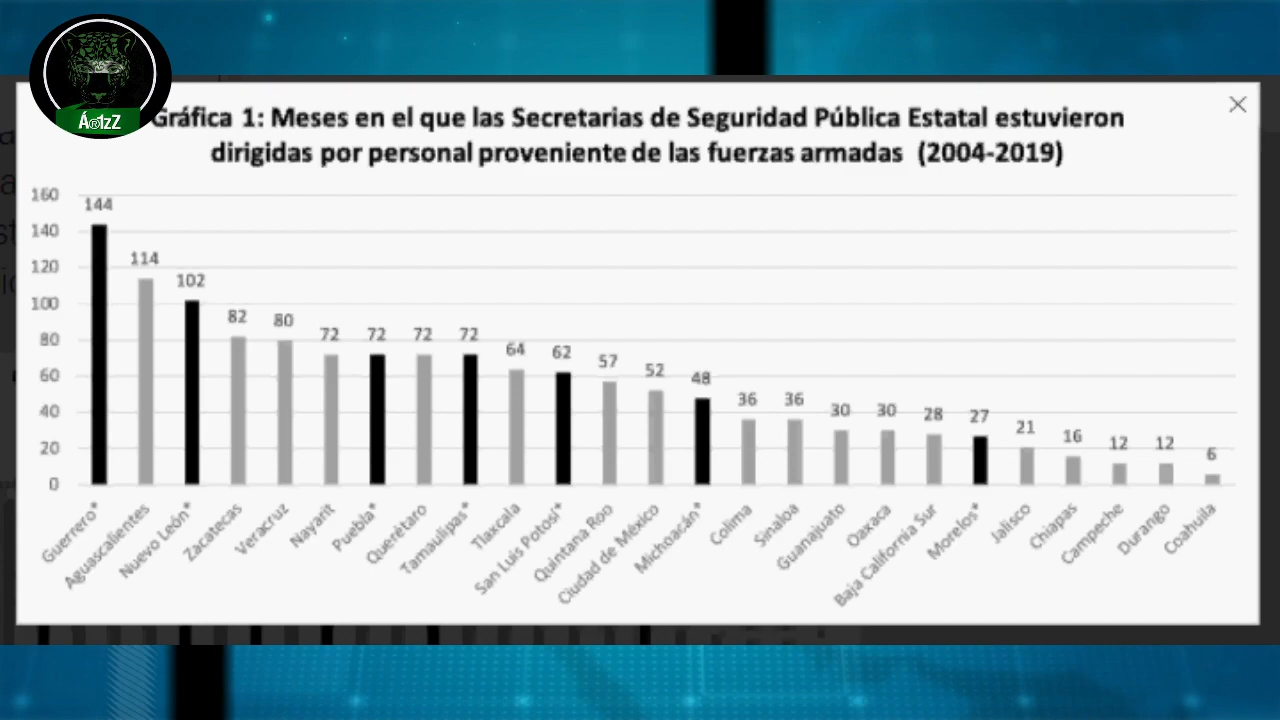 Gráfica 1: Meses en el que las Secretarias de Seguridad Pública Estatal estuvieron
dirigidas por personal proveniente de las fuerzas armadas (2004-2019)
Á®1zZ
160
140
120
100
80
60
40
20
0
144
114
102
82
80
72
72
72
72
64
62
57
52
48
36
36
30
30
28
27
21
16
12
12
6
Guerrero*
Aguascalientes
Nuevo León*
Zacatecas
Veracruz
Nayarit
Puebla*
Querétaro
Tamaulipas*
Tlaxcala
San Luis Potosí*
Quintana Roo
Ciudad de México
Michoacán*
Colima
Sinaloa
Guanajuato
Oaxaca
Baja California Sur
Morelos*
Jalisco
Chiapas
Campeche
Durango
Coahuila